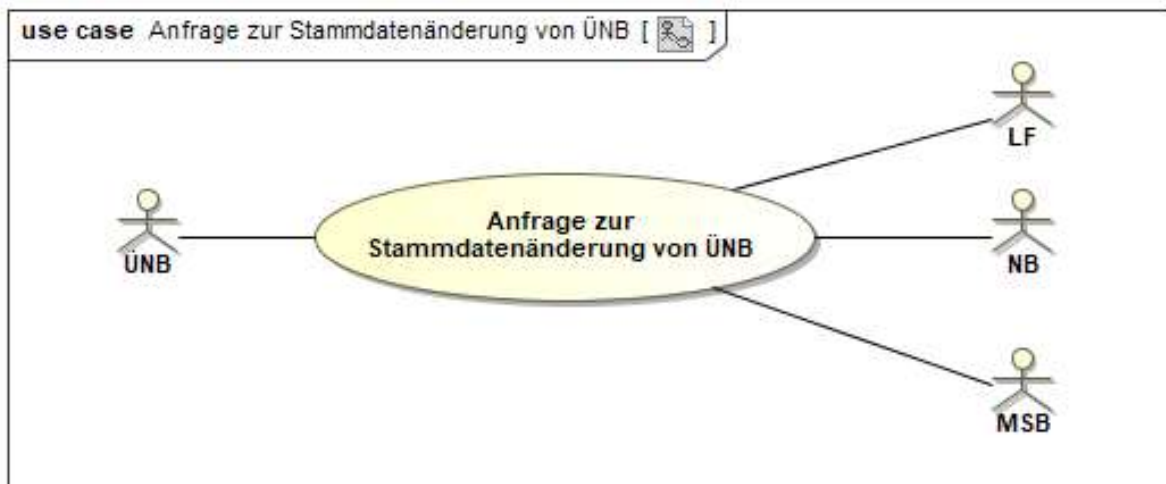 use case Anfrage zur Stammdatenänderung von ÜNB [ ]
LF
Anfrage zur
Stammdatenänderung von ÜNB
ÜNB
NB
MSB